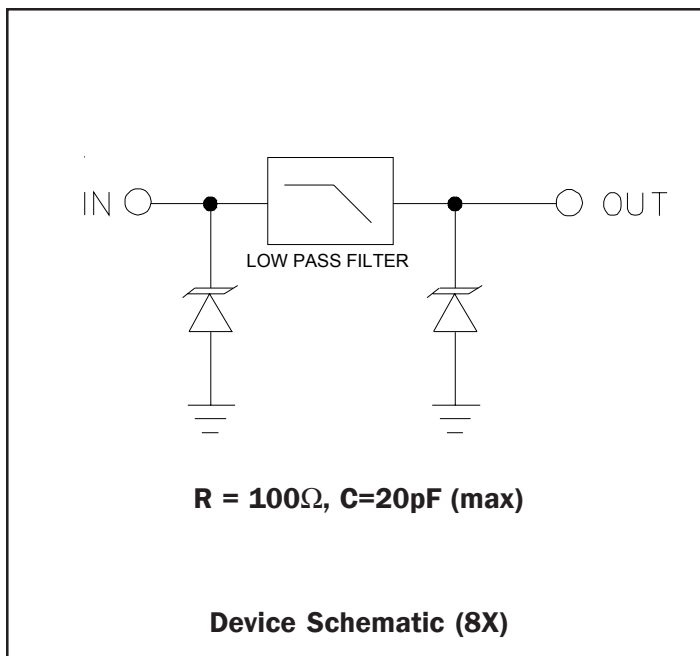 IN OUT
LOW PASS FILTER
R = 100Ω, C=20pF (max)
Device Schematic (8X)